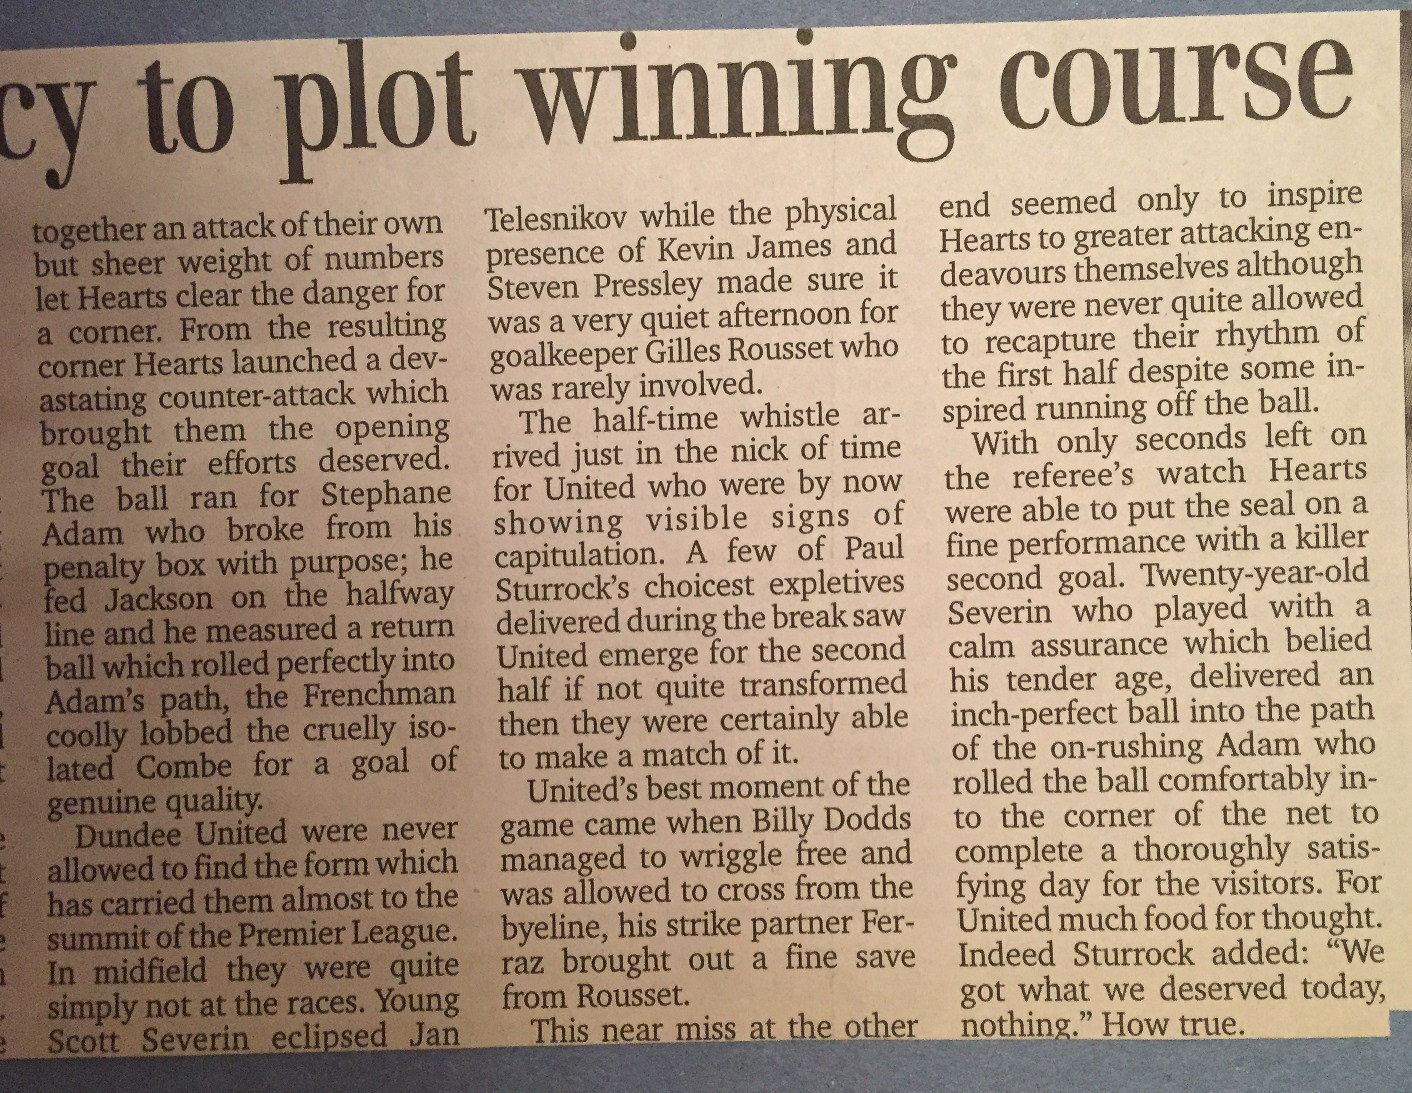 cy to plot winning course
together an attack of their own
but sheer weight of numbers
let Hearts clear the danger for
a corner. From the resulting
corner Hearts launched a dev-
astating counter-attack which
brought them the opening
goal their efforts deserved.
The ball ran for Stephane
Adam who broke from his
penalty box with purpose; he
fed Jackson on the halfway
line and he measured a return
ball which rolled perfectly into
Adam's path, the Frenchman
coolly lobbed the cruelly iso-
lated Combe for a goal of
genuine quality.
Dundee United were never
allowed to find the form which
has carried them almost to the
summit of the Premier League.
In midfield they were quite
simply not at the races. Young
Scott Severin eclipsed Jan
Telesnikov while the physical
presence of Kevin James and
Steven Pressley made sure it
was a very quiet afternoon for
goalkeeper Gilles Rousset who
was rarely involved.
The half-time whistle ar-
rived just in the nick of time
for United who were by now
showing visible signs of
capitulation. A few of Paul
Sturrock's choicest expletives
delivered during the break saw
United emerge for the second
half if not quite transformed
then they were certainly able
to make a match of it.
United's best moment of the
game came when Billy Dodds
managed to wriggle free and
was allowed to cross from the
byeline, his strike partner Fer-
raz brought out a fine save
from Rousset.
This near miss at the other
end seemed only to inspire
Hearts to greater attacking en-
deavours themselves although
they were never quite allowed
to recapture their rhythm of
the first half despite some in-
spired running off the ball.
With only seconds left on
the referee's watch Hearts
were able to put the seal on a
fine performance with a killer
second goal. Twenty-year-old
Severin who played with a
calm assurance which belied
his tender age, delivered an
inch-perfect ball into the path
of the on-rushing Adam who
rolled the ball comfortably in-
to the corner of the net to
complete a thoroughly satis-
fying day for the visitors. For
United much food for thought.
Indeed Sturrock added: “We
got what we deserved today,
nothing.” How true.